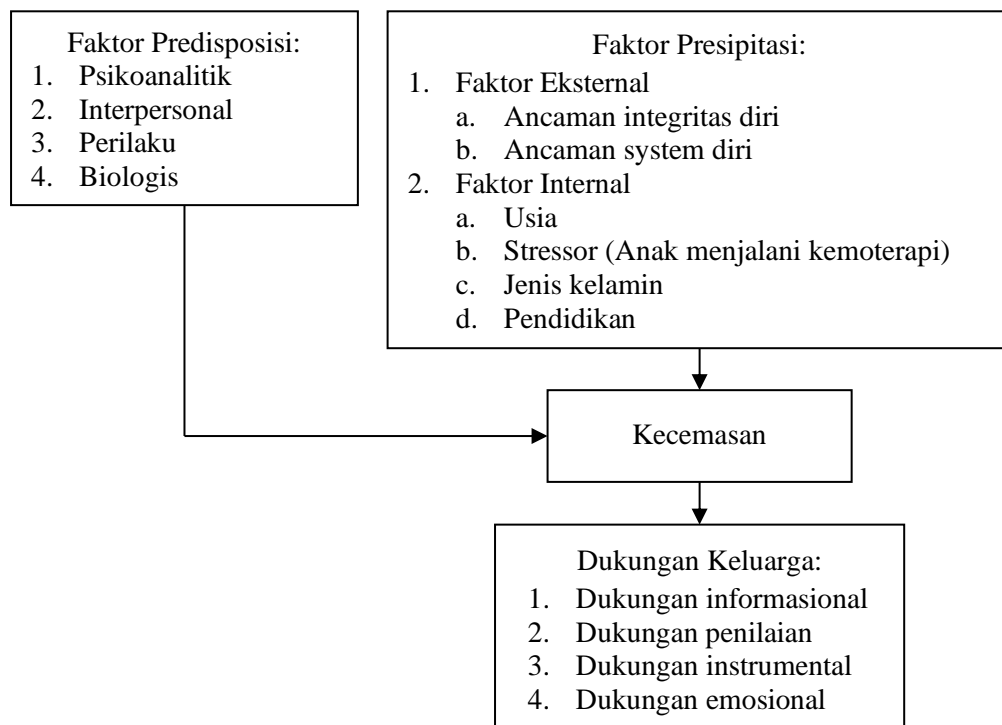 Faktor Predisposisi:
1. Psikoanalitik
2. Interpersonal
3. Perilaku
4. Biologis
Faktor Presipitasi:
1. Faktor Eksternal
a. Ancaman integritas diri
b. Ancaman system diri
2. Faktor Internal
a. Usia
b. Stressor (Anak menjalani kemoterapi)
c. Jenis kelamin
d. Pendidikan
Kecemasan
Dukungan Keluarga:
1. Dukungan informasional
2. Dukungan penilaian
3. Dukungan instrumental
4. Dukungan emosional